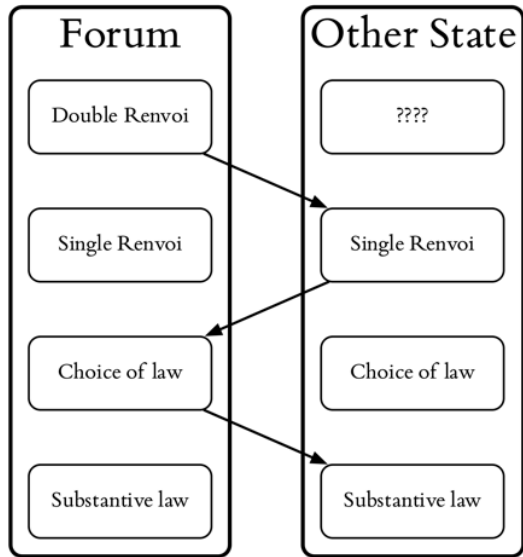 Forum
Double Renvoi
Single Renvoi
Choice of law
Substantive law
Other State
????
Single Renvoi
Choice of law
Substantive law